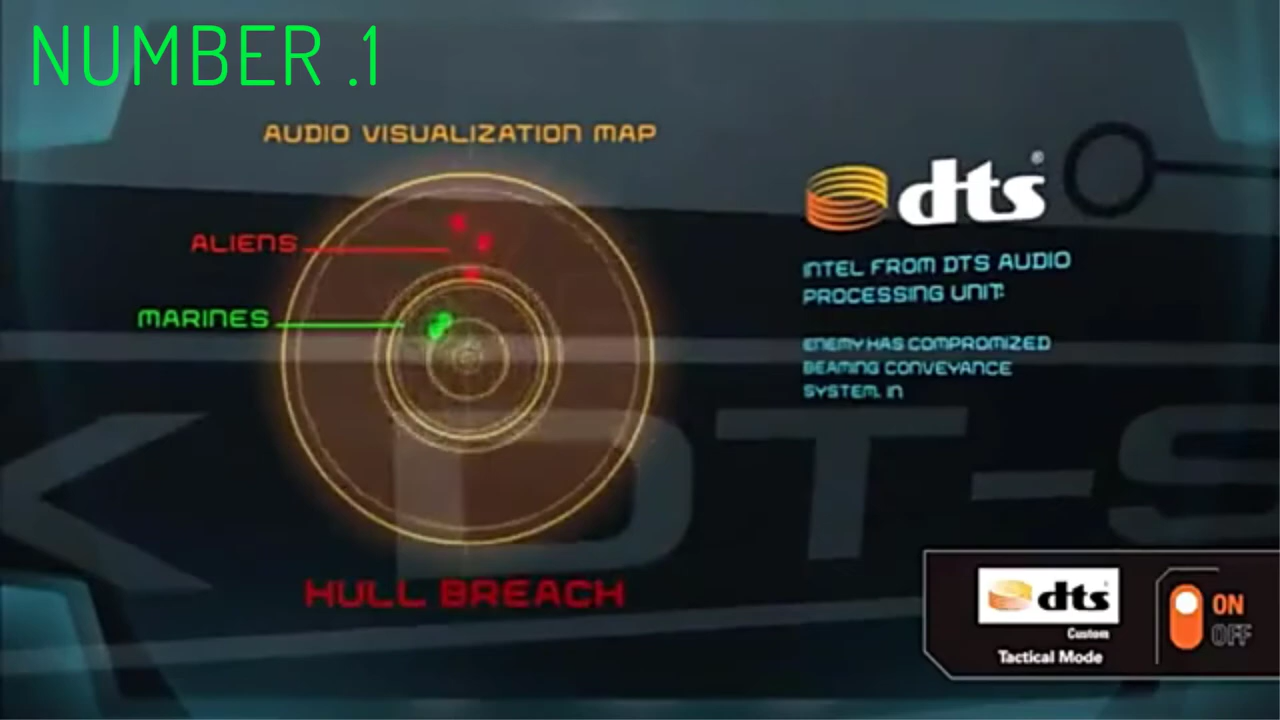 NUMBER .1
AUDIO VISUALIZATION MAP
ALIENS
MARINES
HULL BREACH
dts®
INTEL FROM DTS AUDIO
PROCESSING UNIT:
ENEMY HAS COMPROMIZED
BEAMING CONVEYANCE
SYSTEM. IN
K DT-S
dts
Custom
Tactical Mode
ON
OFF